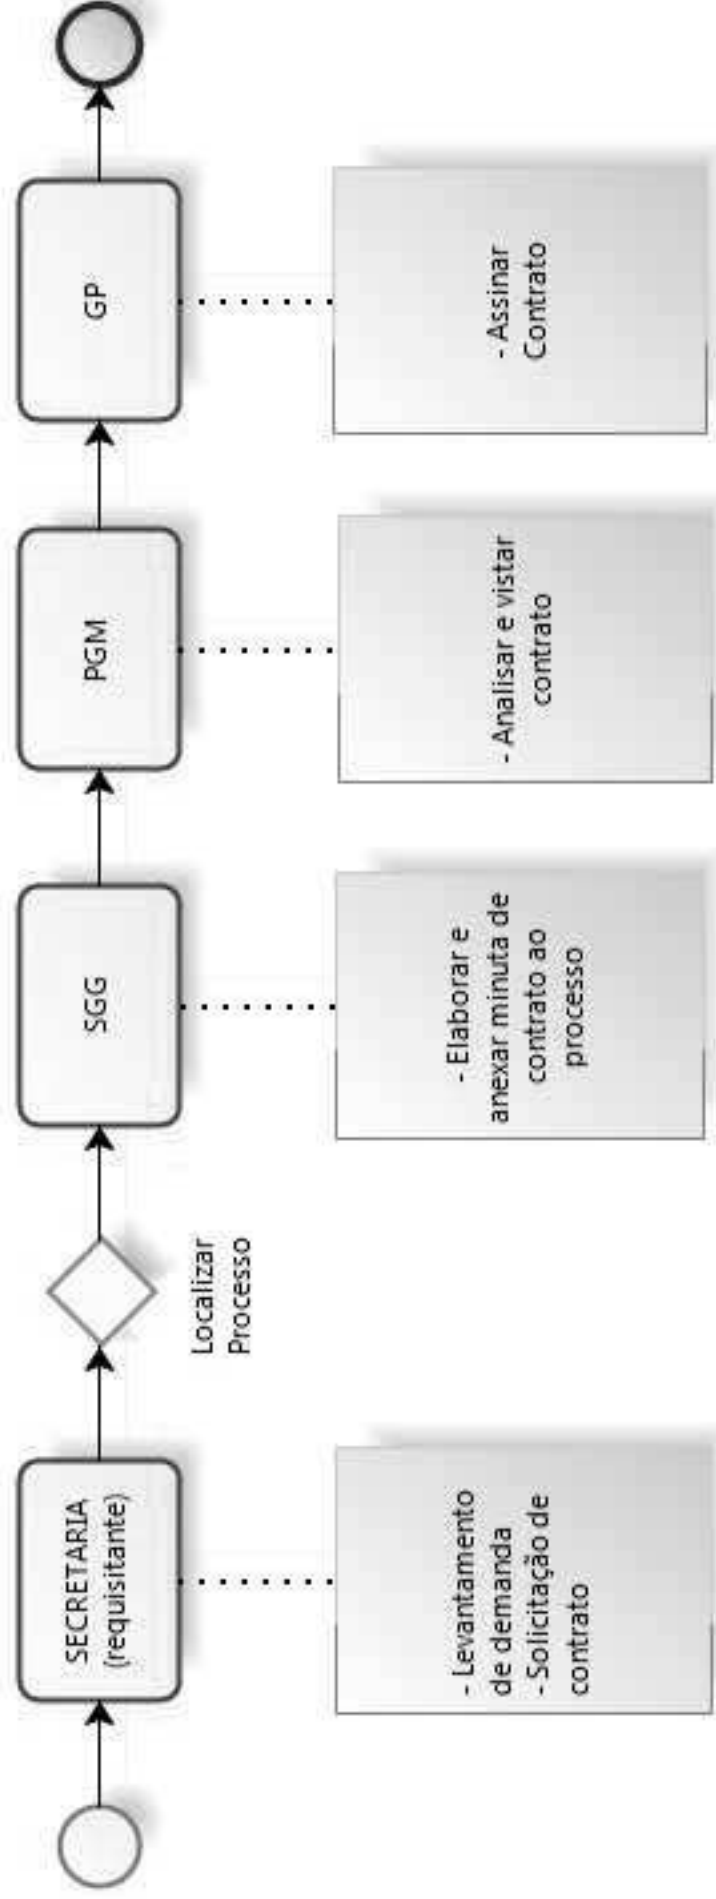 SECRETARIA
(requisitante)
- Levantamento
de demanda
- Solicitação de
contrato
Localizar
Processo
SGG
- Elaborar e
anexar minuta de
contrato ao
processo
PGM
- Analisar e vistar
contrato
GP
- Assinar
Contrato